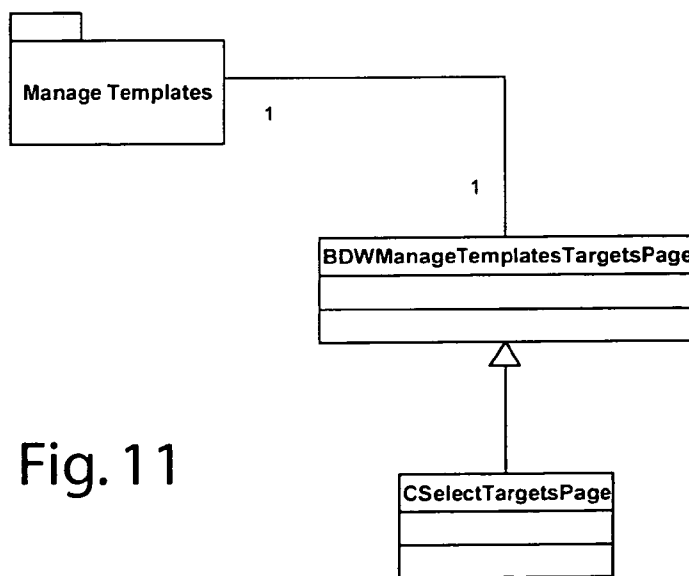 Manage Templates
1
1
BDWManageTemplatesTargetsPage
Fig. 11
CSelectTargetsPage